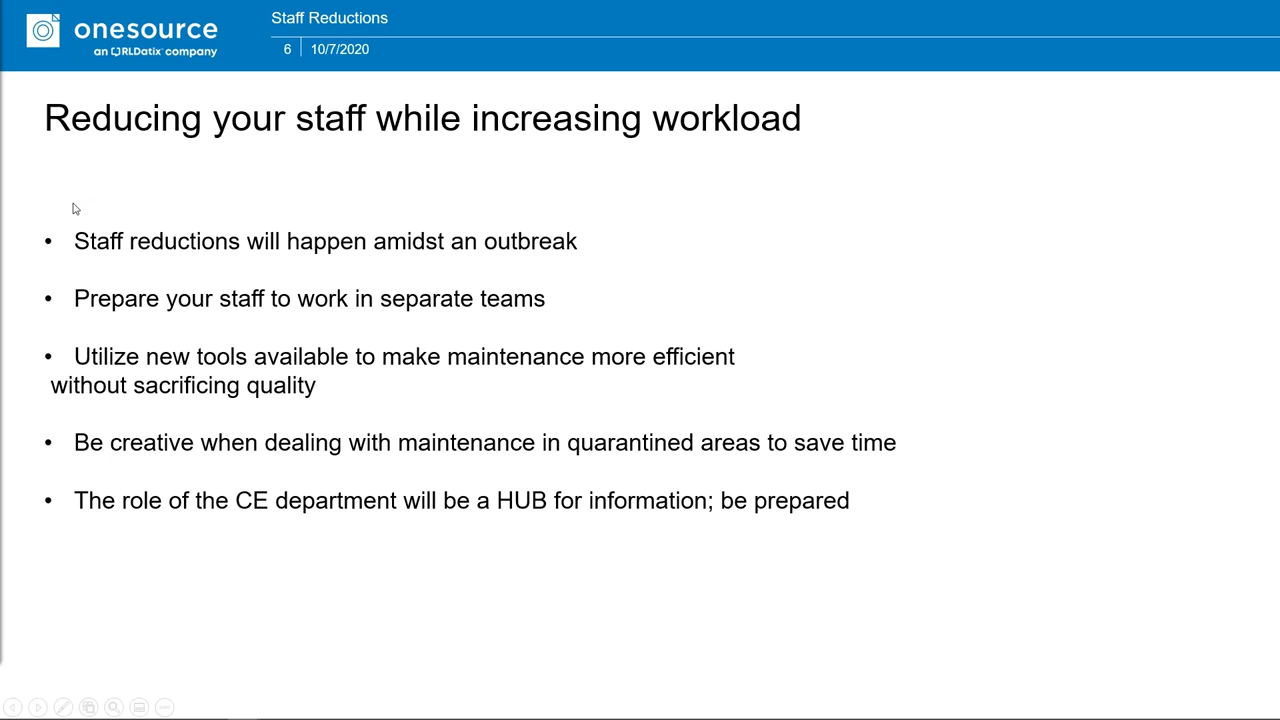 onesource
an RLDatix company
Staff Reductions
6 10/7/2020
Reducing your staff while increasing workload
• Staff reductions will happen amidst an outbreak
• Prepare your staff to work in separate teams
• Utilize new tools available to make maintenance more efficient
without sacrificing quality
• Be creative when dealing with maintenance in quarantined areas to save time
• The role of the CE department will be a HUB for information; be prepared